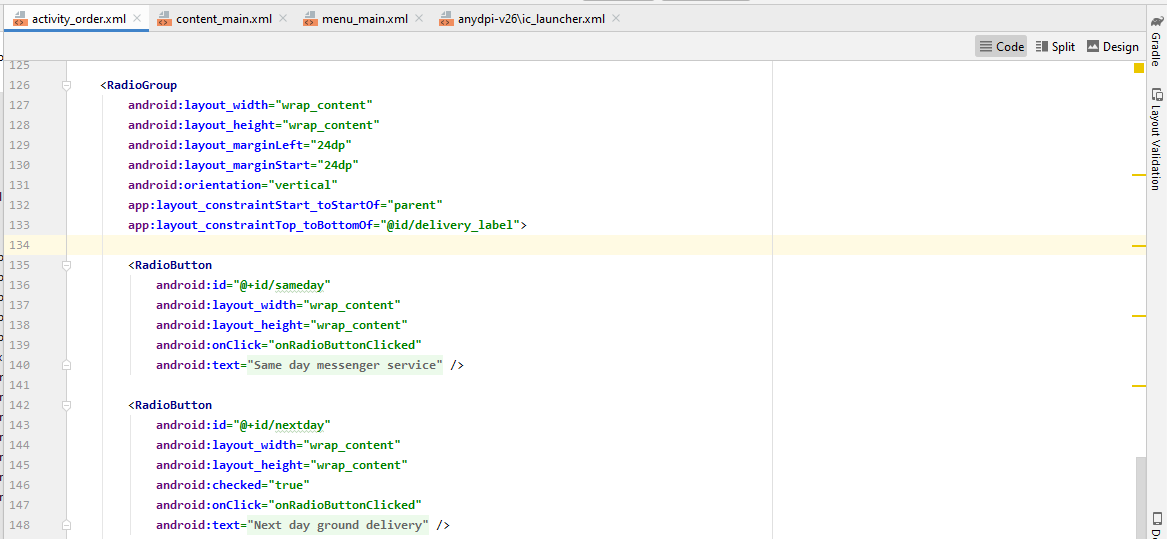 activity_order.xml
content_main.xml
menu_main.xml
anydpi-v26\ic_launcher.xml
Code
Split
Design
Gradle
Layout Validation
125
126 <RadioGroup
127 android:layout_width="wrap_content"
128 android:layout_height="wrap_content"
129 android:layout_marginLeft="24dp"
130 android:layout_marginStart="24dp"
131 android:orientation="vertical"
132 app:layout_constraintStart_toStartOf="parent"
133 app:layout_constraintTop_toBottomOf="@id/delivery_label">
134
135 <RadioButton
136 android:id="@+id/sameday"
137 android:layout_width="wrap_content"
138 android:layout_height="wrap_content"
139 android:onClick="onRadioButtonClicked"
140 android:text="Same day messenger service" />
141
142 <RadioButton
143 android:id="@+id/nextday"
144 android:layout_width="wrap_content"
145 android:layout_height="wrap_content"
146 android:checked="true"
147 android:onClick="onRadioButtonClicked"
148 android:text="Next day ground delivery" />